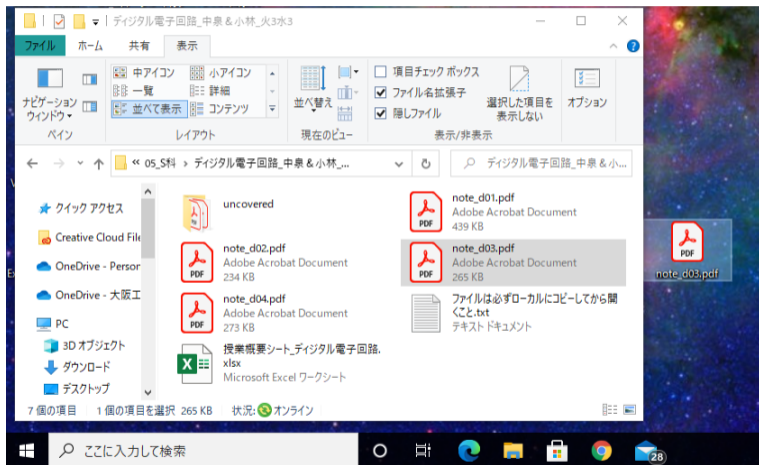 ディジタル電子回路_中泉&小林_火3水3
ファイル ホーム 共有 表示
ナビゲーション
ウィンドウ
ペイン
中アイコン 小アイコン
一覧 詳細
並べて表示 コンテンツ
レイアウト
並べ替え
現在のビュー
項目チェック ボックス
ファイル名拡張子
隠しファイル
選択した項目を
表示しない
表示/非表示
オプション
« 05_S科 › ディジタル電子回路_中泉&小林_...
ディジタル電子回路_中泉&小...
クイック アクセス
Creative Cloud File
OneDrive - Person
OneDrive - 大阪工
PC
3D オブジェクト
ダウンロード
デスクトップ
uncovered
note_d01.pdf
Adobe Acrobat Document
439 KB
note_d02.pdf
Adobe Acrobat Document
234 KB
note_d03.pdf
Adobe Acrobat Document
265 KB
note_d04.pdf
Adobe Acrobat Document
273 KB
ファイルは必ずローカルにコピーしてから開
くこと.txt
テキスト ドキュメント
授業概要シート_ディジタル電子回路.
xlsx
Microsoft Excel ワークシート
7 個の項目 1 個の項目を選択 265 KB 状況: オンライン
note_d03.pdf
ここに入力して検索
28